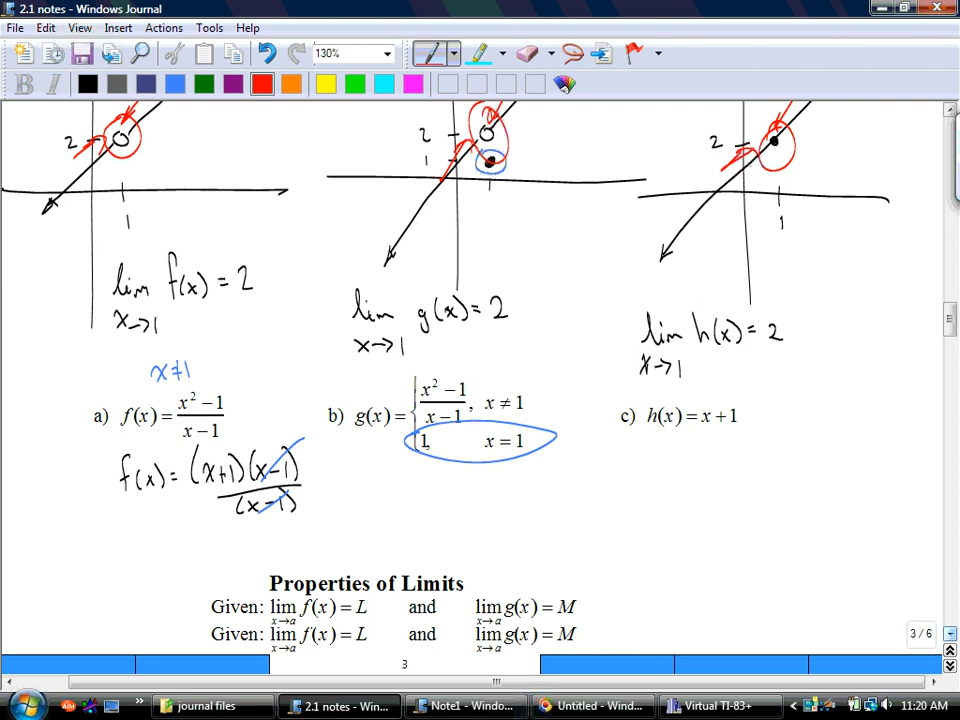 2.1 notes - Windows Journal
File Edit View Insert Actions Tools Help
130%
B I
2 2 2
1
1 1
lim f(x) = 2
x→1
lim g(x) = 2
x→1
lim h(x) = 2
x→1
x≠1
a) f(x) = x² − 1 / x − 1
b) g(x) = { x² − 1 / x − 1, x ≠ 1
1, x = 1
c) h(x) = x + 1
f(x) = (x+1)(x−1) / (x−1)
Properties of Limits
Given: lim f(x) = L and lim g(x) = M
x→a x→a
Given: lim f(x) = L and lim g(x) = M
x→a x→a
3 / 6
3
journal files 2.1 notes - Win... Note1 - Windo... Untitled - Wind... Virtual TI-83+ 11:20 AM